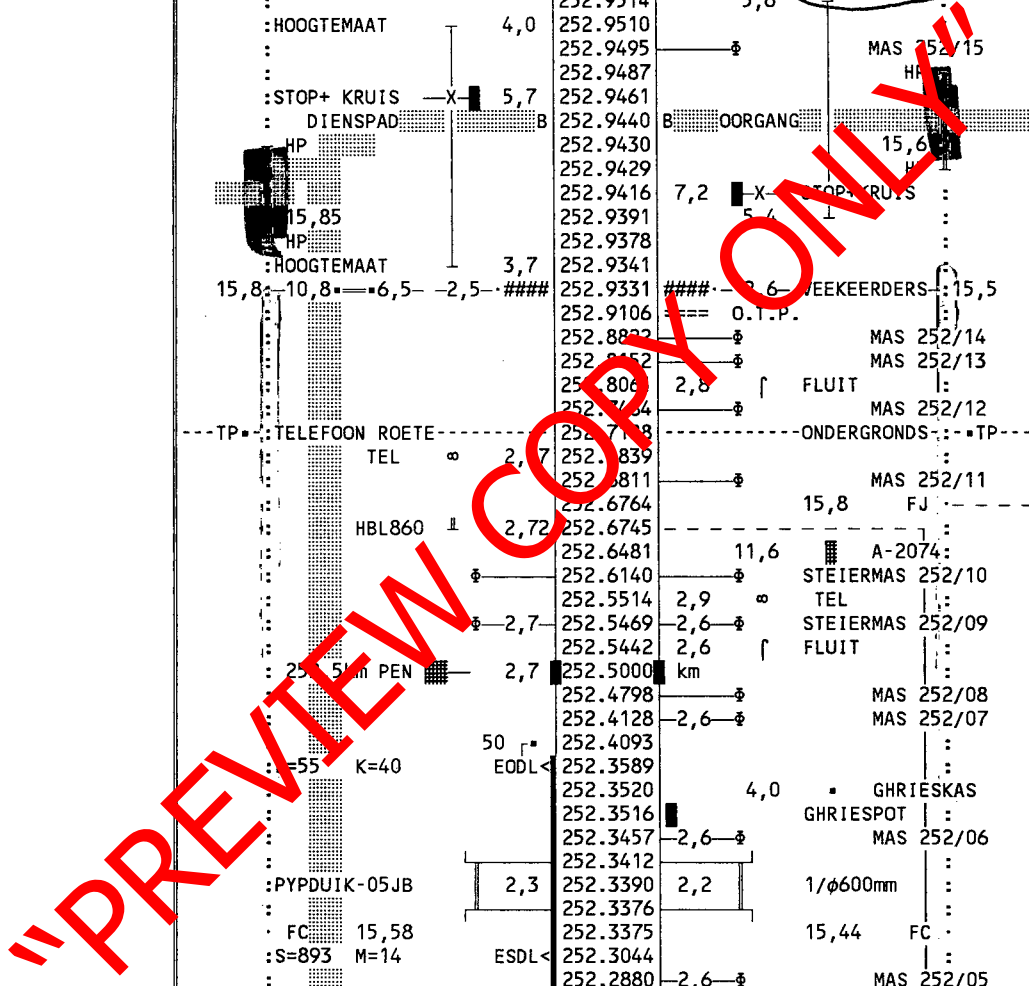 252.9514 5,8
HOOGTEMAAT 4,0 252.9510
252.9495 MAS 252/15
252.9487 HP
STOP+ KRUIS —X— 5,7 252.9461
DIENSPAD B 252.9440 B OORGANG
HP 252.9430 15,6
252.9429
252.9416 7,2 —X— STOP+KRUIS
15,85 252.9391 5,4
HP 252.9378
HOOGTEMAAT 3,7 252.9341
15,8——10,8▪——▪6,5— —2,5—·#### 252.9331 ####·— WEEKEERDERS— 15,5
252.9106 ==== O.T.P.
MAS 252/14
MAS 252/13
2,8 FLUIT
MAS 252/12
---TP▪-- TELEFOON ROETE ONDERGRONDS--▪TP--
TEL ∞
MAS 252/11
252.6764 15,8 FJ
HBL860 2,72 252.6745
252.6481 11,6 A-2074
252.6140 STEIERMAS 252/10
252.5514 2,9 ∞ TEL
2,7 252.5469 2,6 STEIERMAS 252/09
252.5442 2,6 FLUIT
PEN 2,7 252.5000 km
252.4798 MAS 252/08
252.4128 2,6 MAS 252/07
50 252.4093
K=40 EODL< 252.3589
252.3520 4,0 ▪ GHRIESKAS
252.3516 GHRIESPOT
252.3457 2,6 MAS 252/06
252.3412
PYPDUIK-05JB 2,3 252.3390 2,2 1/ø600mm
252.3376
FC 15,58 252.3375 15,44 FC
S=893 M=14 ESDL< 252.3044
252.2880 2,6 MAS 252/05
"PREVIEW COPY ONLY"